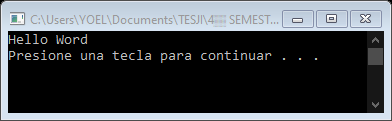 C:\Users\YOEL\Documents\TESJI\4 SEMEST...
Hello Word
Presione una tecla para continuar . . .